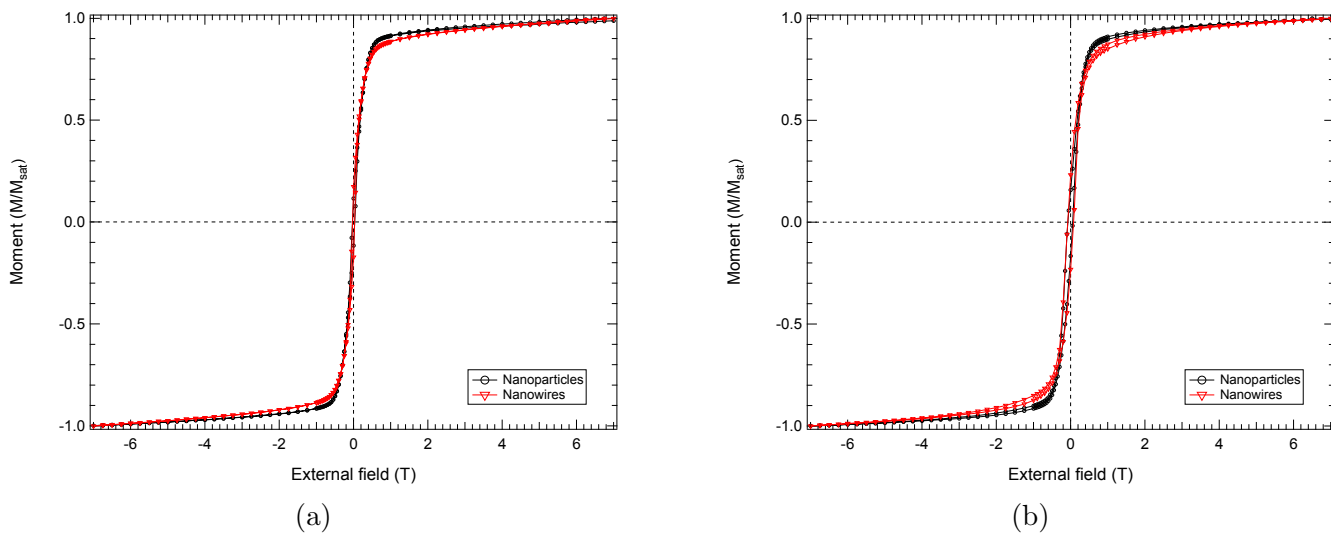 1.0
0.5
0.0
-0.5
-1.0
Moment (M/Msat)
-6 -4 -2 0 2 4 6
External field (T)
Nanoparticles
Nanowires
(a)
1.0
0.5
0.0
-0.5
-1.0
Moment (M/Msat)
-6 -4 -2 0 2 4 6
External field (T)
Nanoparticles
Nanowires
(b)